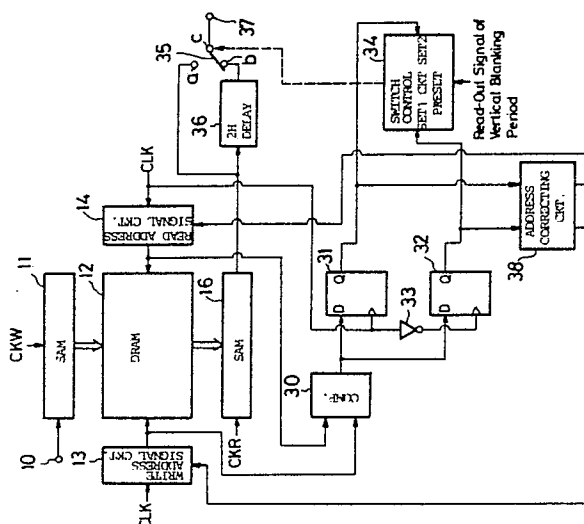 CKW
11
SAM
10
12
DRAM
13
WRITE
ADDRESS
SIGNAL CKT.
CLK
14
READ ADDRESS
SIGNAL CKT.
CLK
16
SAM
CKR
36
2H
DELAY
35
a
b
c
37
30
COMP.
31
D
Q
32
D
Q
33
34
SWITCH
CONTROL
SET1 CKT SET2
PRESET
Read-Out Signal of
Vertical Blanking
Period
38
ADDRESS
CORRECTING
CKT.